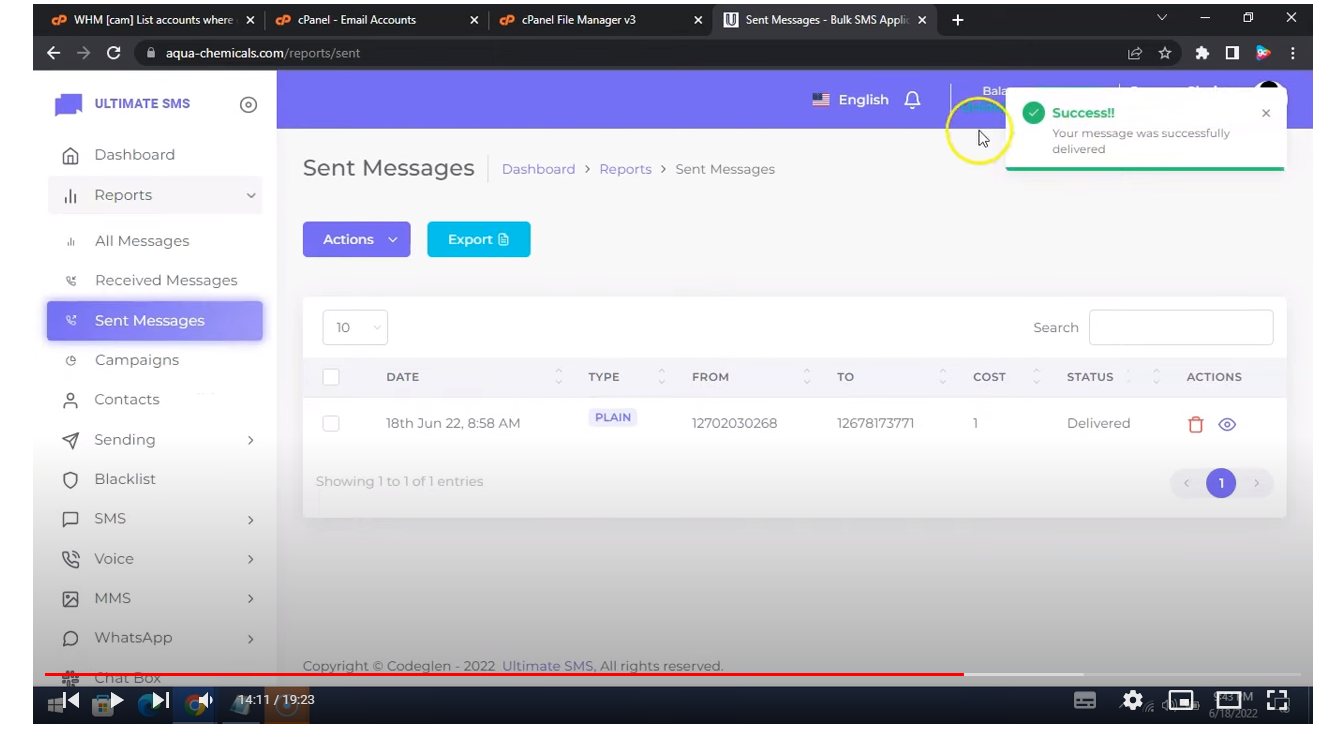 WHM [cam] List accounts where
cPanel - Email Accounts
cPanel File Manager v3
Sent Messages - Bulk SMS Applic
aqua-chemicals.com/reports/sent
ULTIMATE SMS
English
Bala
Success!!
Your message was successfully
delivered
Dashboard
Reports
All Messages
Received Messages
Sent Messages
Campaigns
Contacts
Sending
Blacklist
SMS
Voice
MMS
WhatsApp
Chat Box
Sent Messages
Dashboard > Reports > Sent Messages
Actions
Export
10
Search
DATE TYPE FROM TO COST STATUS ACTIONS
18th Jun 22, 8:58 AM PLAIN 12702030268 12678173771 1 Delivered
Showing 1 to 1 of 1 entries
< 1 >
Copyright © Codeglen - 2022 Ultimate SMS, All rights reserved.
14:11 / 19:23
6/18/2022